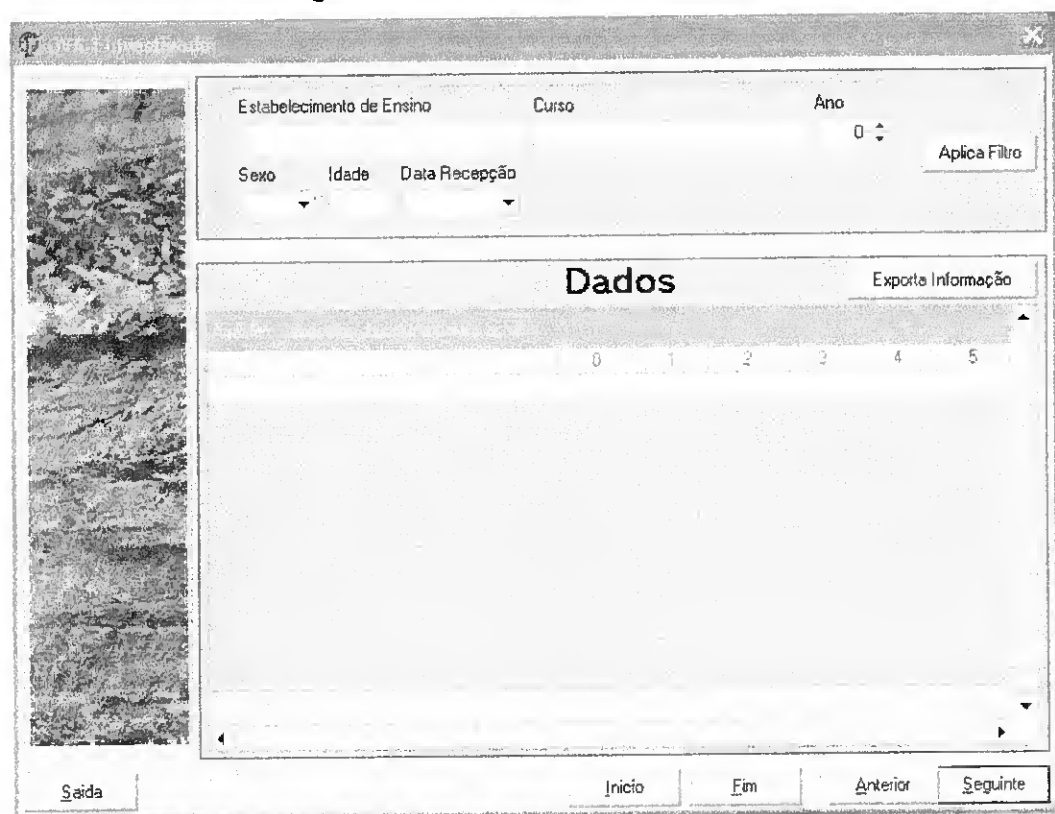 Estabelecimento de Ensino Curso Ano
0
Aplica Filtro
Sexo Idade Data Recepção
Dados Exporta Informação
0 1 2 3 4 5
Saida Inicio Fim Anterior Seguinte